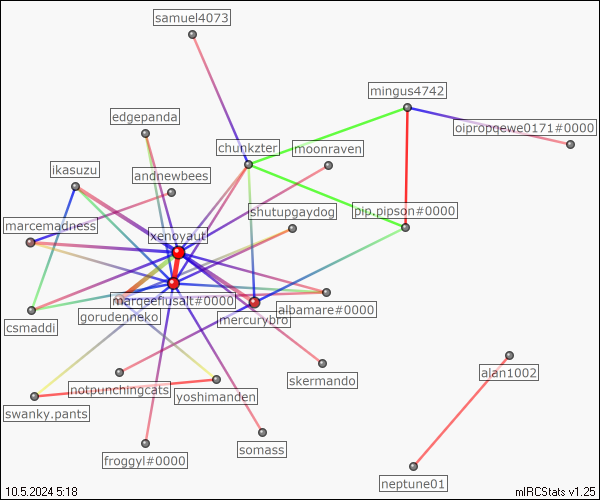 samuel4073
mingus4742
edgepanda
oipropoewe0171#0000
chunkzter
moonraven
ikasuzu
andnewbees
shutupgaydog
pip.pipson#0000
marcemadness
xenoyaut
marqeefiusalt#0000
albamare#0000
gorudenneko
mercurybro
csmaddi
alan1002
skermando
notpunchingcats
yoshimanden
swanky.pants
somass
froggyl#0000
neptune01
10.5.2024 5:18
mIRCStats v1.25